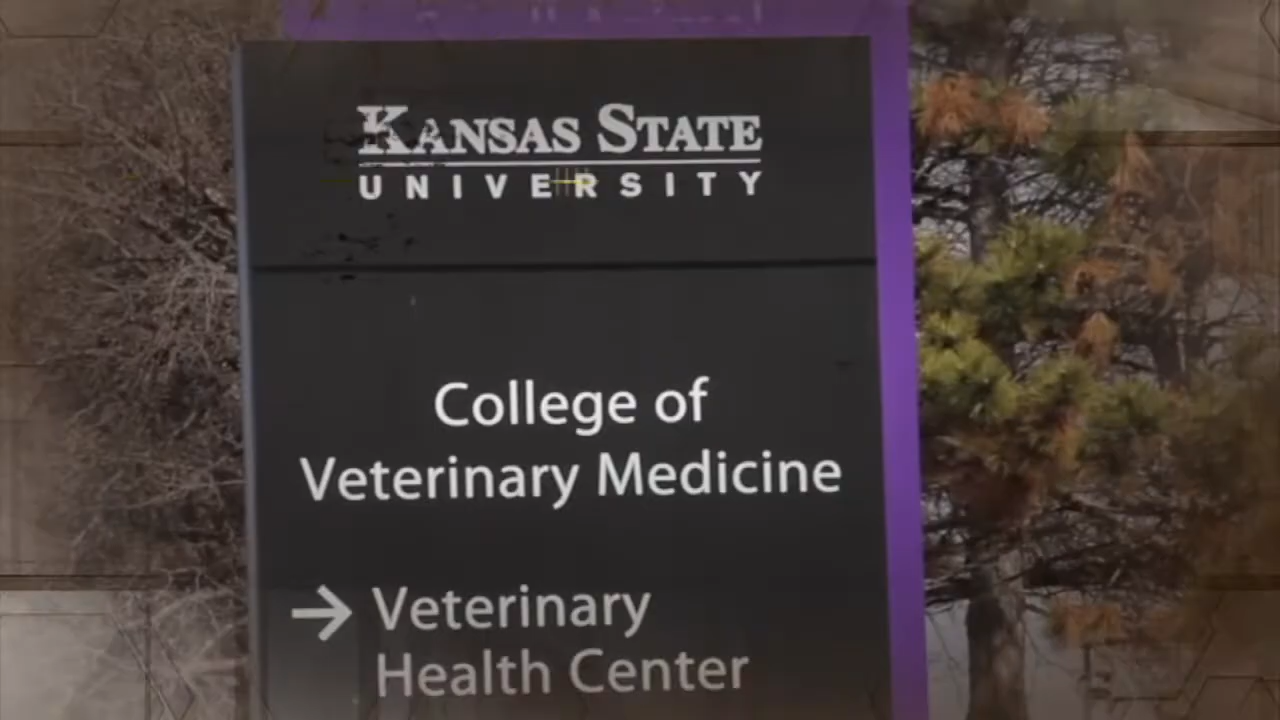 KANSAS STATE
UNIVERSITY
College of
Veterinary Medicine
→ Veterinary
Health Center